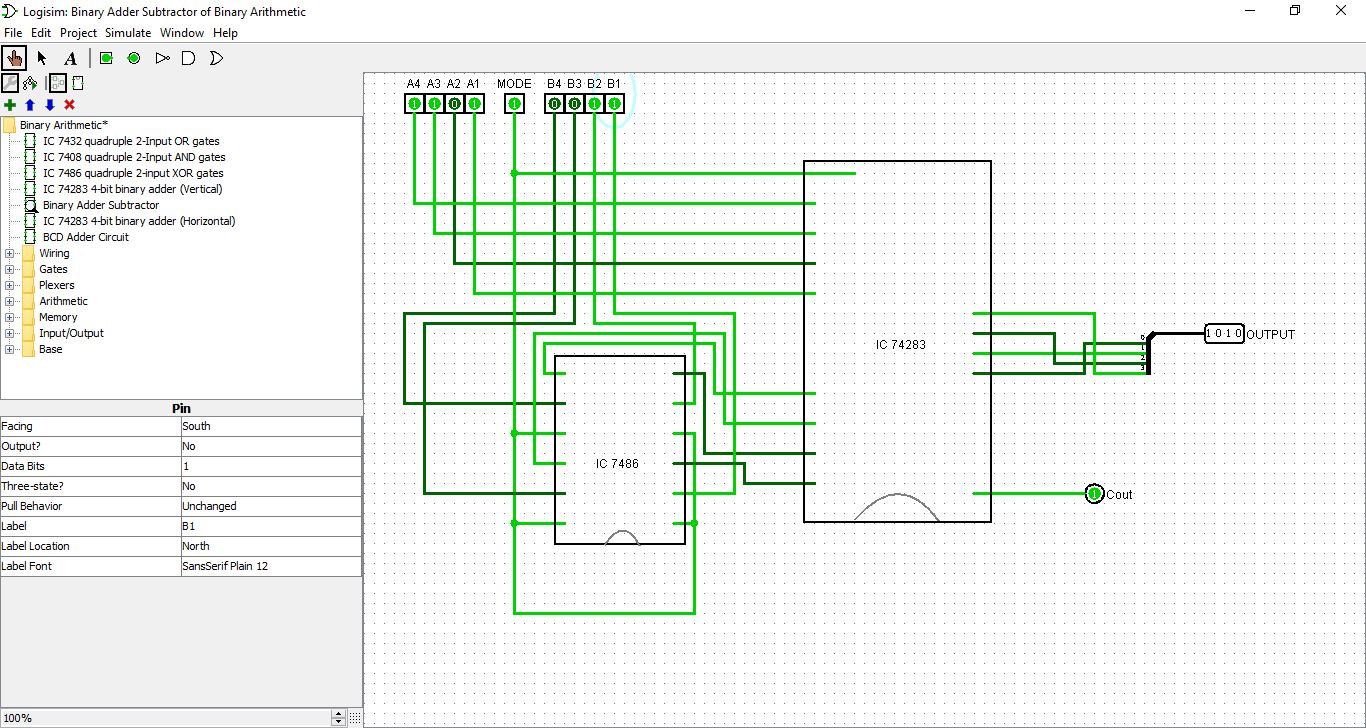 Logisim: Binary Adder Subtractor of Binary Arithmetic
File Edit Project Simulate Window Help
A
Binary Arithmetic*
IC 7432 quadruple 2-Input OR gates
IC 7408 quadruple 2-Input AND gates
IC 7486 quadruple 2-input XOR gates
IC 74283 4-bit binary adder (Vertical)
Binary Adder Subtractor
IC 74283 4-bit binary adder (Horizontal)
BCD Adder Circuit
Wiring
Gates
Plexers
Arithmetic
Memory
Input/Output
Base
Pin
Facing South
Output? No
Data Bits 1
Three-state? No
Pull Behavior Unchanged
Label B1
Label Location North
Label Font SansSerif Plain 12
100%
A4 A3 A2 A1 MODE B4 B3 B2 B1
1 1 0 1 1 0 0 1 1
IC 74283
IC 7486
0
1
2
3
1 0 1 0 OUTPUT
1 Cout